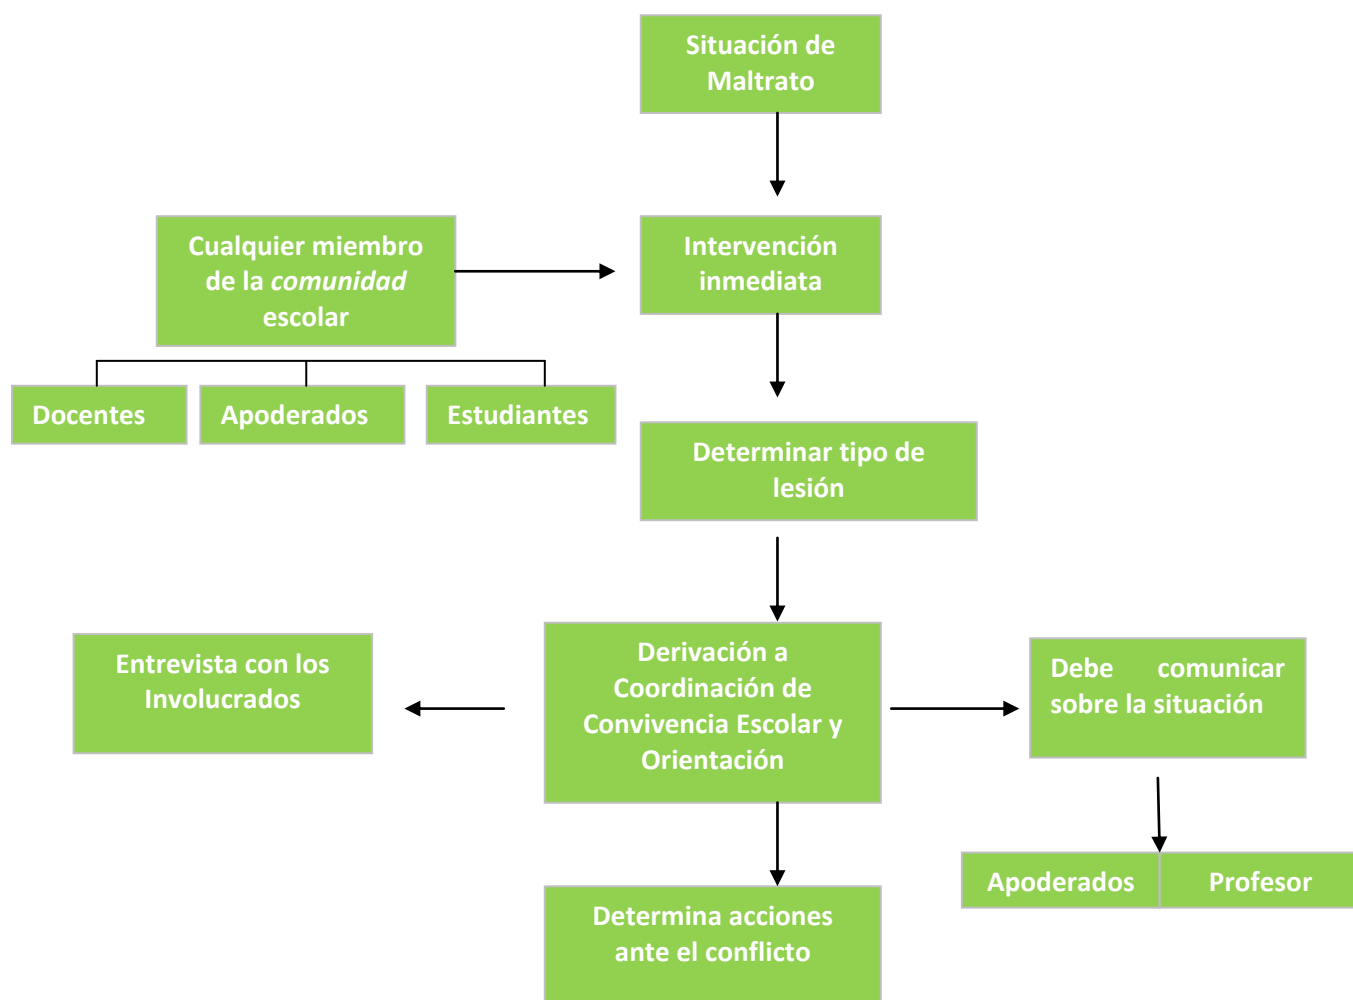 Situación de
Maltrato
Cualquier miembro
de la comunidad
escolar
Intervención
inmediata
Docentes
Apoderados
Estudiantes
Determinar tipo de
lesión
Entrevista con los
Involucrados
Derivación a
Coordinación de
Convivencia Escolar y
Orientación
Debe comunicar
sobre la situación
Apoderados
Profesor
Determina acciones
ante el conflicto